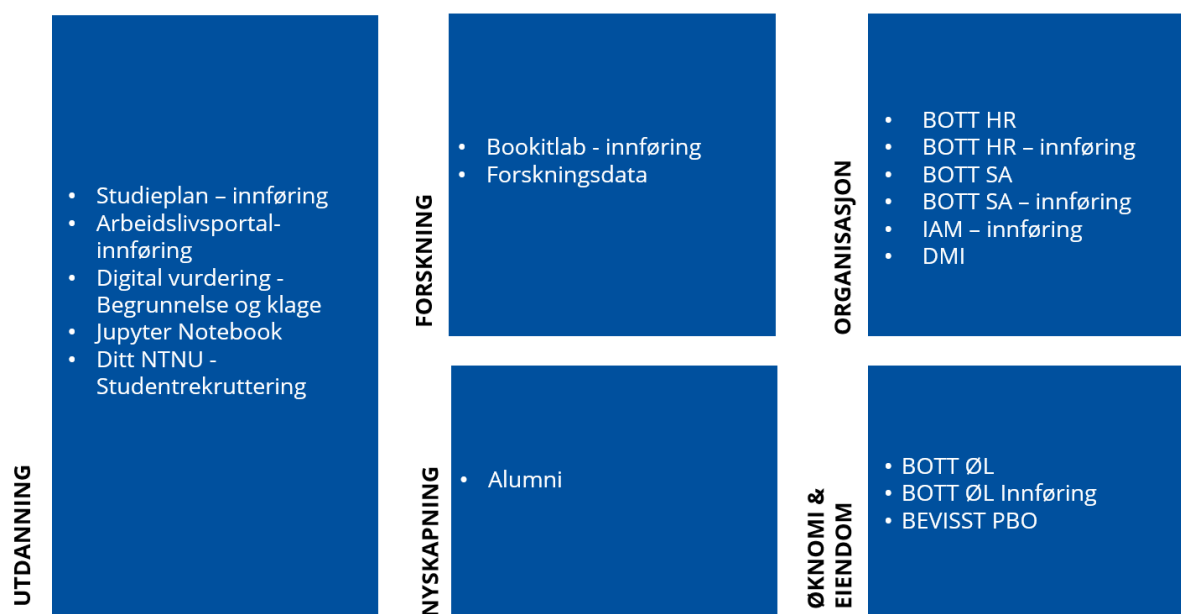 UTDANNING
• Studieplan – innføring
• Arbeidslivsportal-
innføring
• Digital vurdering -
Begrunnelse og klage
• Jupyter Notebook
• Ditt NTNU -
Studentrekruttering
FORSKNING
• Bookitlab - innføring
• Forskningsdata
NYSKAPNING
• Alumni
ORGANISASJON
• BOTT HR
• BOTT HR – innføring
• BOTT SA
• BOTT SA – innføring
• IAM – innføring
• DMI
ØKNOMI &
EIENDOM
• BOTT ØL
• BOTT ØL Innføring
• BEVISST PBO